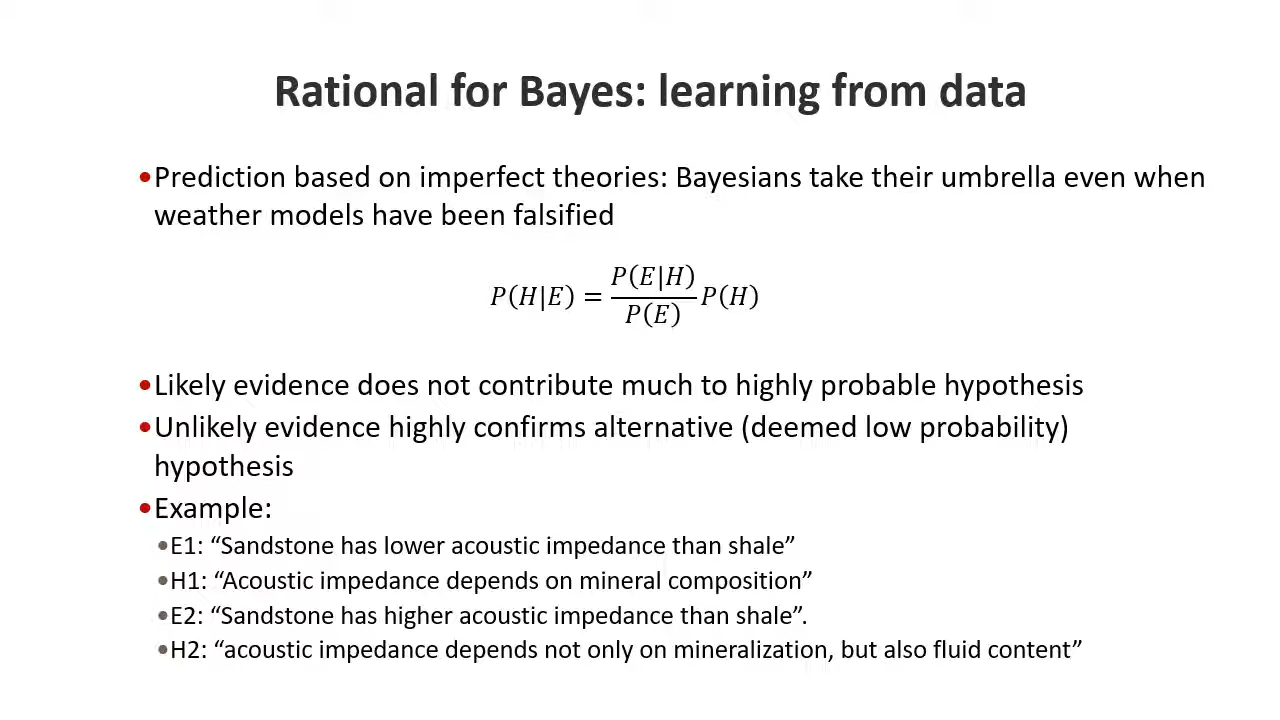 Rational for Bayes: learning from data
•Prediction based on imperfect theories: Bayesians take their umbrella even when
weather models have been falsified
P(H|E) = P(E|H)/P(E) P(H)
•Likely evidence does not contribute much to highly probable hypothesis
•Unlikely evidence highly confirms alternative (deemed low probability)
hypothesis
•Example:
•E1: “Sandstone has lower acoustic impedance than shale”
•H1: “Acoustic impedance depends on mineral composition”
•E2: “Sandstone has higher acoustic impedance than shale”.
•H2: “acoustic impedance depends not only on mineralization, but also fluid content”